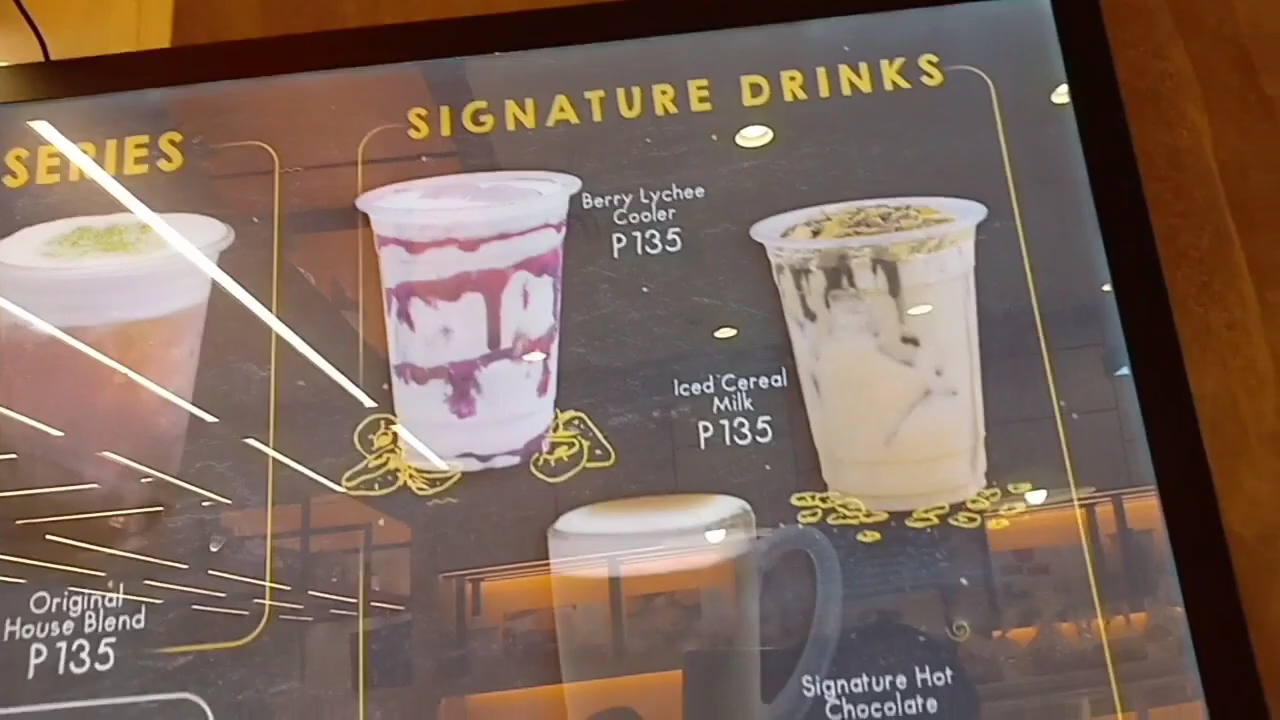 SERIES
Original
House Blend
P135
SIGNATURE DRINKS
Berry Lychee
Cooler
P135
Iced Cereal
Milk
P135
Signature Hot
Chocolate